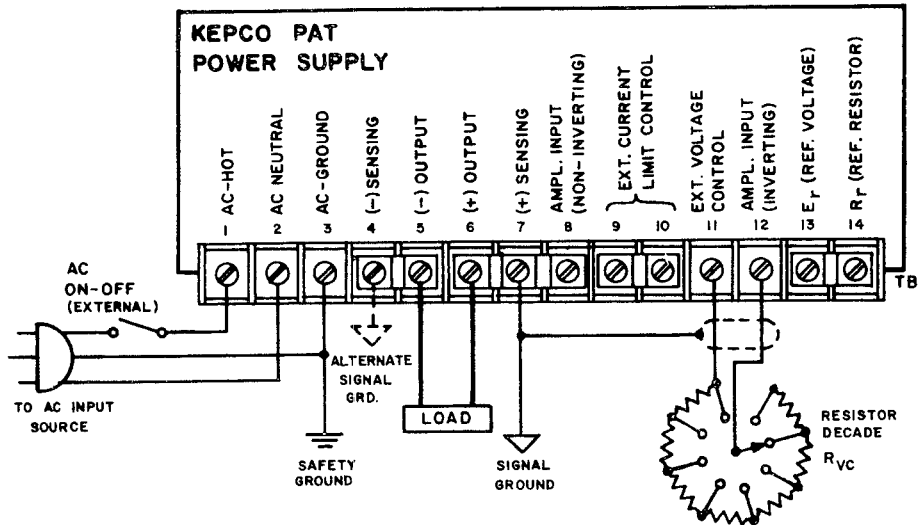 KEPCO PAT
POWER SUPPLY
AC-HOT
AC NEUTRAL
AC-GROUND
(-) SENSING
(-) OUTPUT
(+) OUTPUT
(+) SENSING
AMPL. INPUT
(NON-INVERTING)
EXT. CURRENT
LIMIT CONTROL
EXT. VOLTAGE
CONTROL
AMPL. INPUT
(INVERTING)
Er (REF. VOLTAGE)
Rr (REF. RESISTOR)
1 2 3 4 5 6 7 8 9 10 11 12 13 14
TB
AC
ON-OFF
(EXTERNAL)
TO AC INPUT
SOURCE
ALTERNATE
SIGNAL
GRD.
LOAD
SAFETY
GROUND
SIGNAL
GROUND
RESISTOR
DECADE
RVC